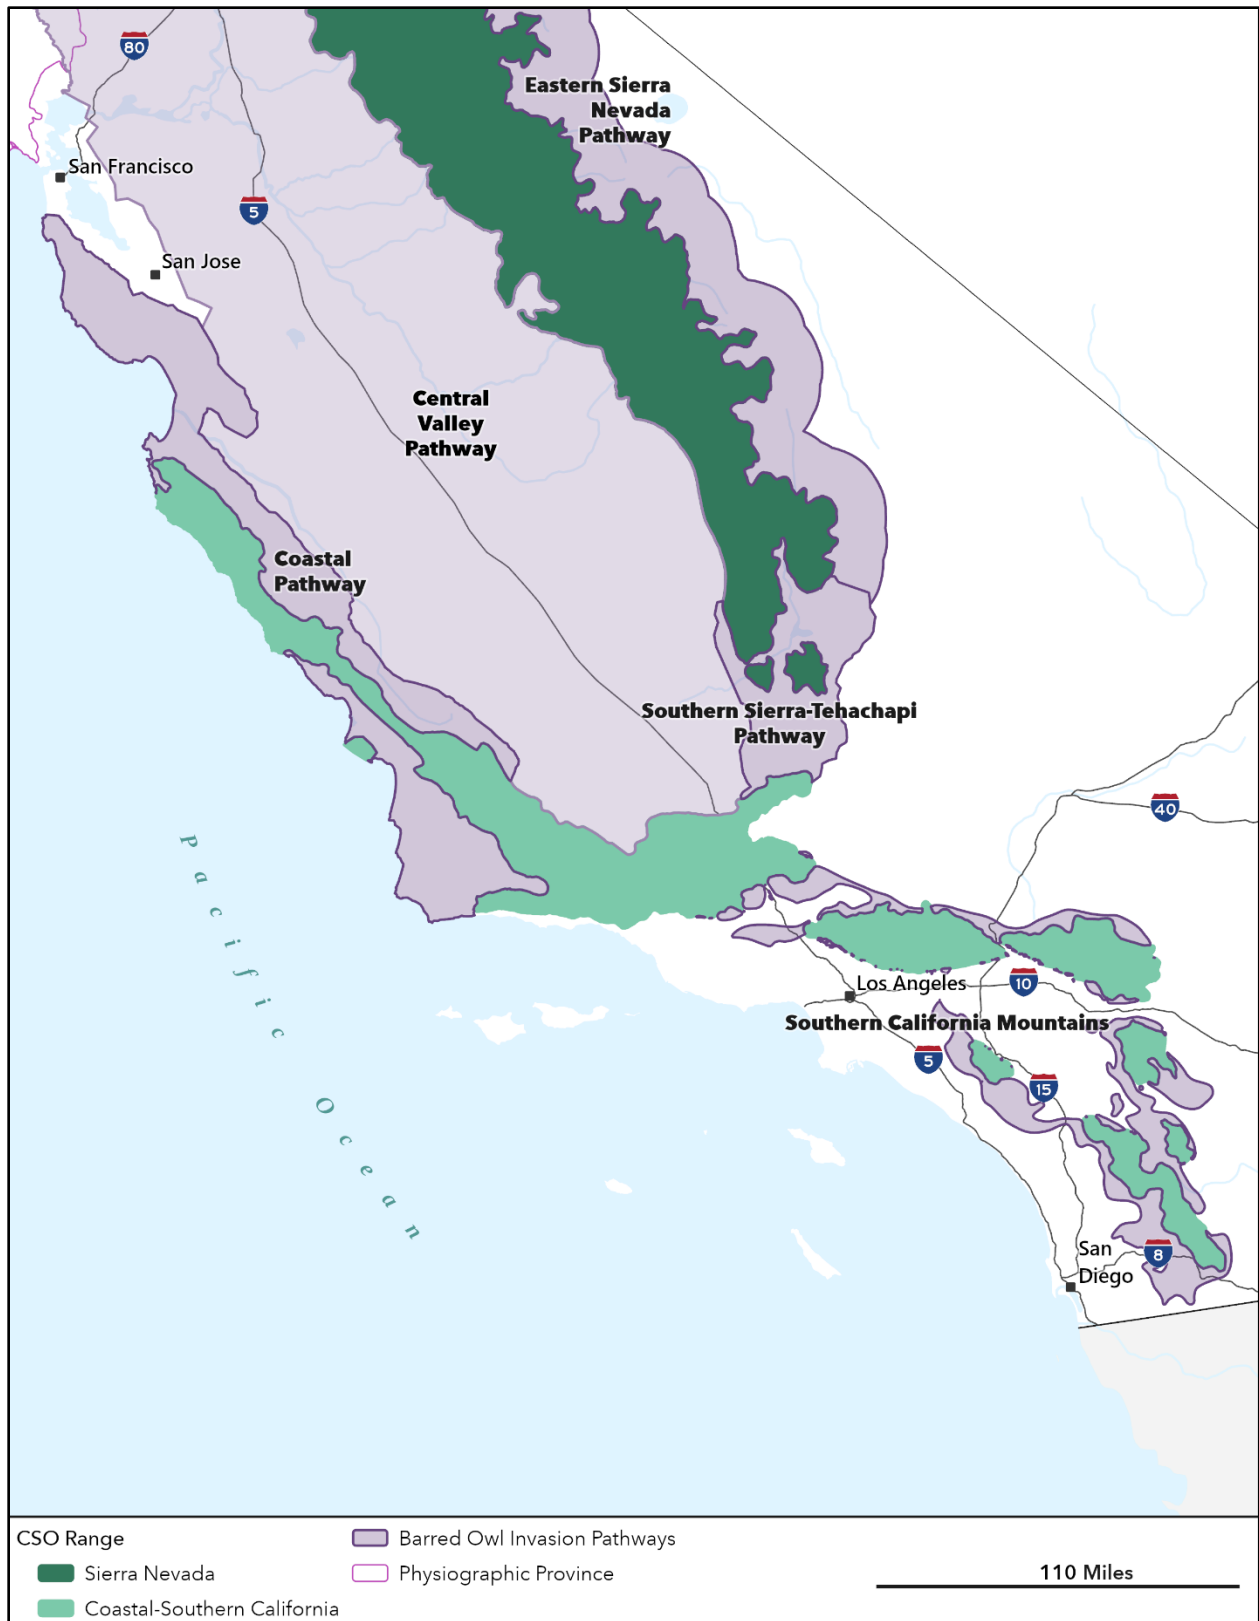 80
Eastern Sierra
Nevada
Pathway
San Francisco
5
San Jose
Central
Valley
Pathway
Coastal
Pathway
Southern Sierra-Tehachapi
Pathway
40
Pacific Ocean
Los Angeles
10
Southern California Mountains
5
15
San
Diego
8
CSO Range
Sierra Nevada
Coastal-Southern California
Barred Owl Invasion Pathways
Physiographic Province
110 Miles